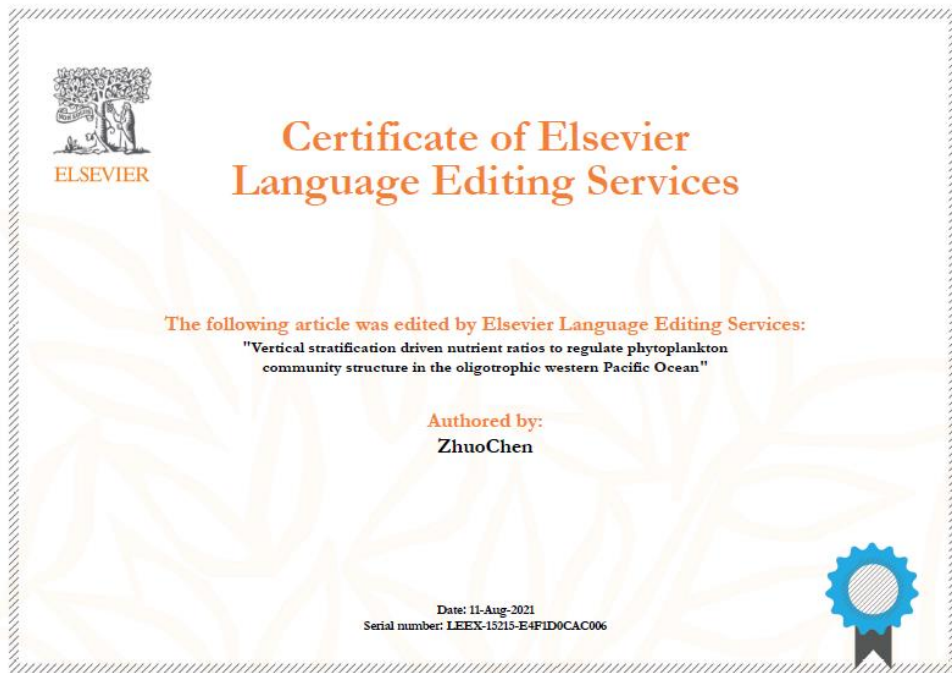 ELSEVIER
Certificate of Elsevier
Language Editing Services
The following article was edited by Elsevier Language Editing Services:
"Vertical stratification driven nutrient ratios to regulate phytoplankton
community structure in the oligotrophic western Pacific Ocean"
Authored by:
ZhuoChen
Date: 11-Aug-2021
Serial number: LEEX-15215-E4F1D0CAC006